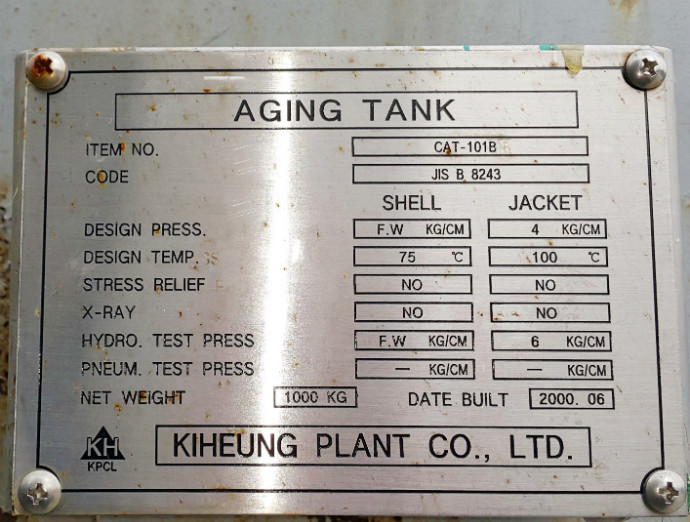 AGING TANK
ITEM NO. CAT-101B
CODE JIS B 8243
SHELL JACKET
DESIGN PRESS. F.W KG/CM 4 KG/CM
DESIGN TEMP. 75 ℃ 100 ℃
STRESS RELIEF NO NO
X-RAY NO NO
HYDRO. TEST PRESS F.W KG/CM 6 KG/CM
PNEUM. TEST PRESS — KG/CM — KG/CM
NET WEIGHT 1000 KG DATE BUILT 2000. 06
KH
KPCL
KIHEUNG PLANT CO., LTD.